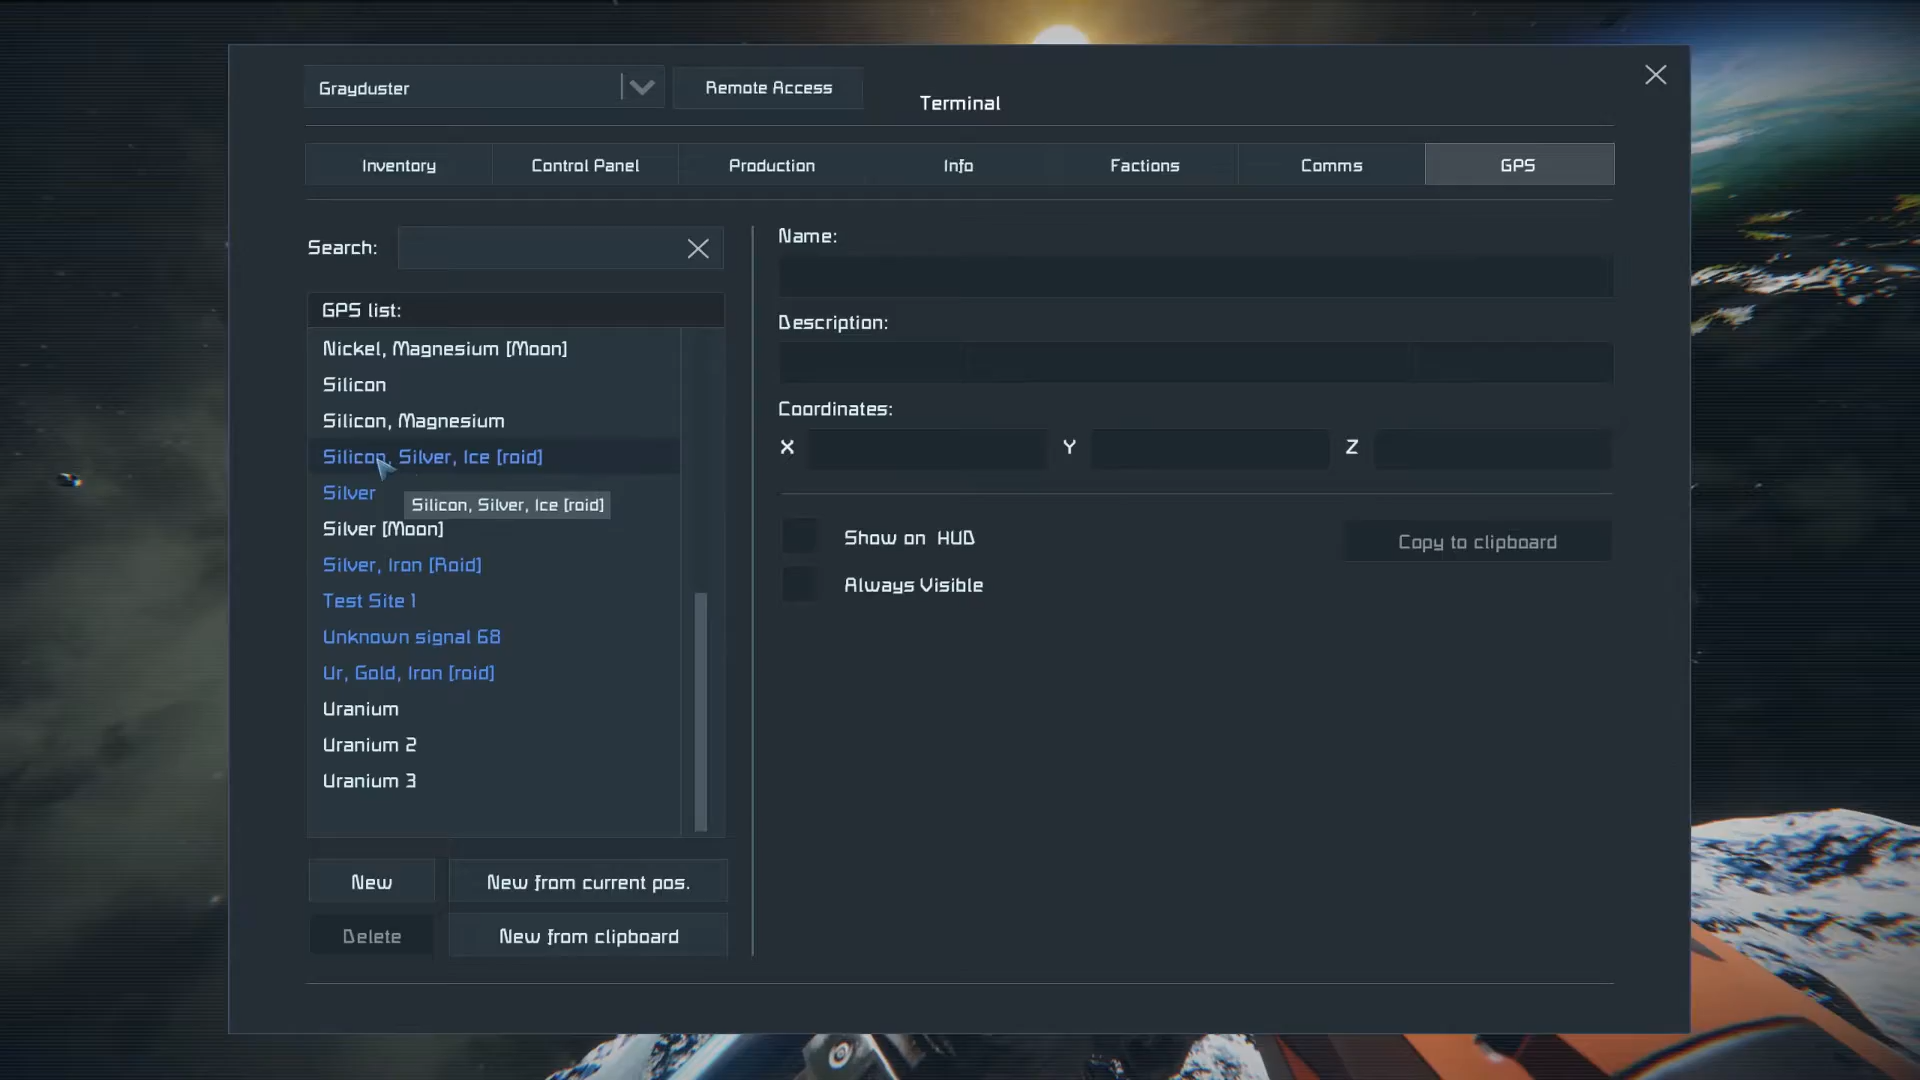 Grayduster
Remote Access
Terminal
Inventory
Control Panel
Production
Info
Factions
Comms
GPS
Search:
GPS list:
Nickel, Magnesium [Moon]
Silicon
Silicon, Magnesium
Silicon, Silver, Ice [roid]
Silver
Silicon, Silver, Ice [roid]
Silver [Moon]
Silver, Iron [Roid]
Test Site 1
Unknown signal 68
Ur, Gold, Iron [roid]
Uranium
Uranium 2
Uranium 3
New
New from current pos.
Delete
New from clipboard
Name:
Description:
Coordinates:
X
Y
Z
Show on HUD
Copy to clipboard
Always Visible